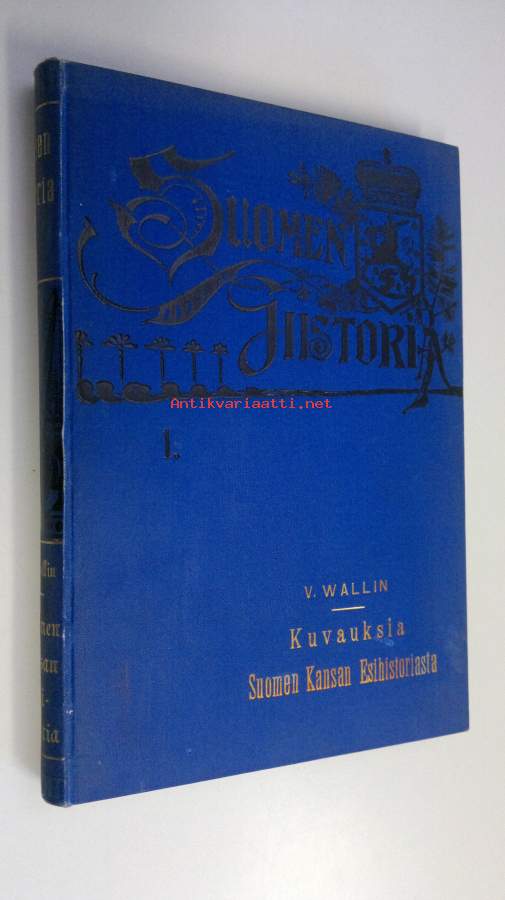 Suomen
Historia
Antikvariaatti.net
I.
V. WALLIN
Kuvauksia
Suomen Kansan Esihistoriasta